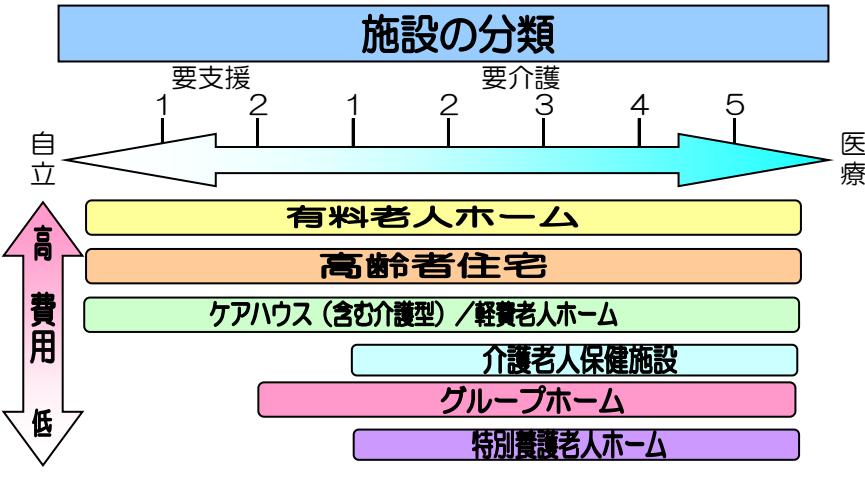 施設の分類
要支援 要介護
1 2 1 2 3 4 5
自立
医療
有料老人ホーム
高齢者住宅
ケアハウス（含む介護型）／軽費老人ホーム
介護老人保健施設
グループホーム
特別養護老人ホーム
高
費用
低